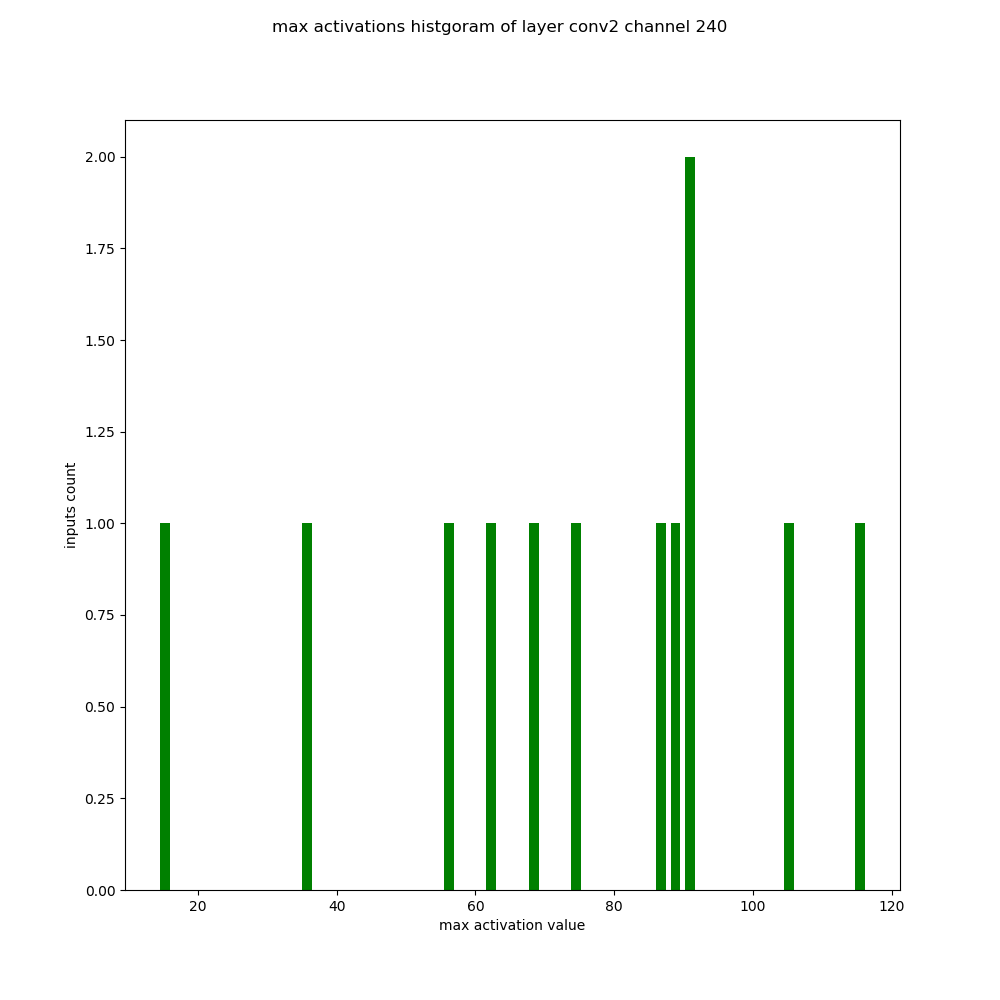 max activations histgoram of layer conv2 channel 240
2.00
1.75
1.50
1.25
1.00
0.75
0.50
0.25
0.00
inputs count
20 40 60 80 100 120
max activation value